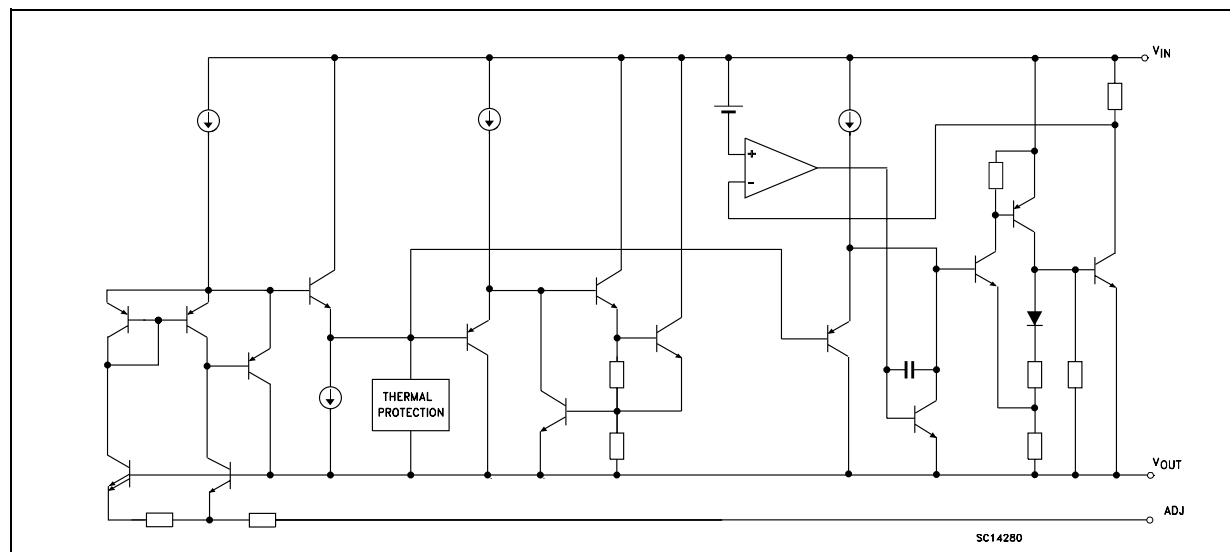 VIN
+
-
THERMAL
PROTECTION
VOUT
ADJ
SC14280